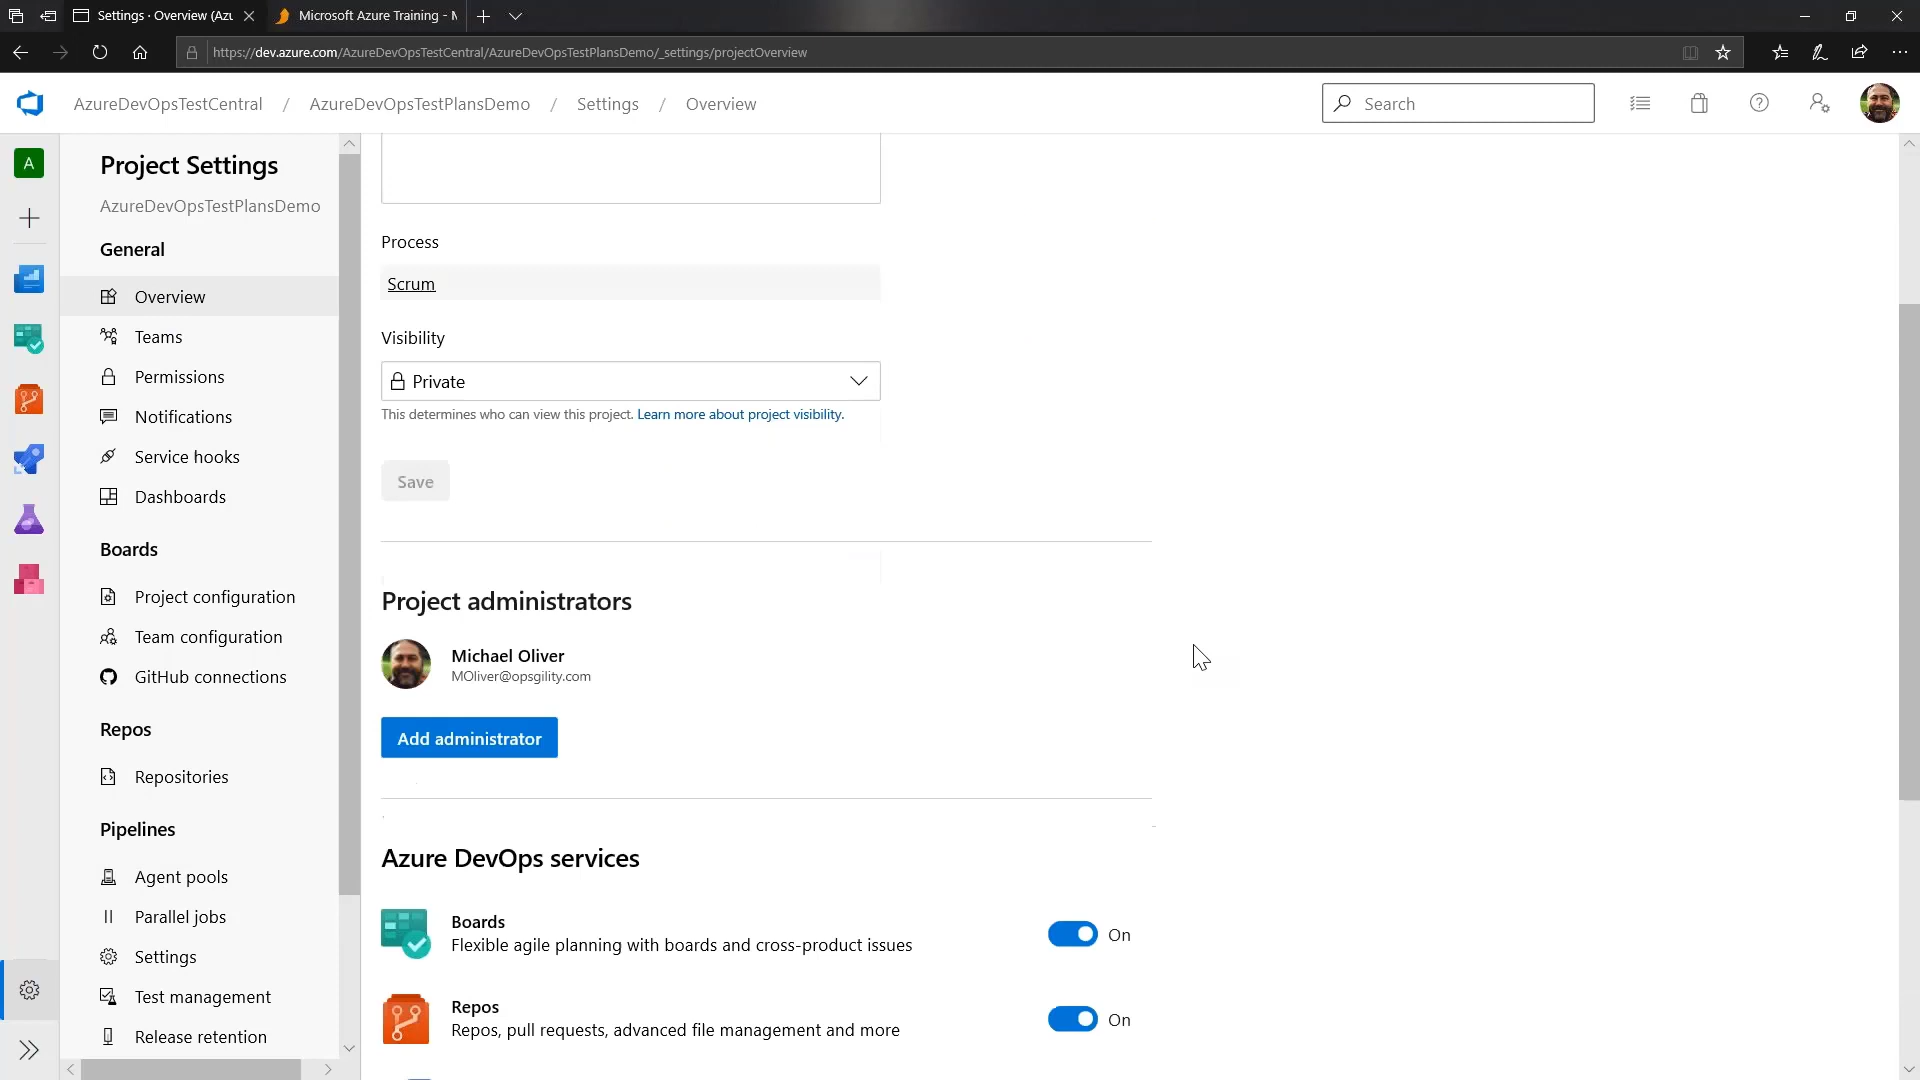 Settings · Overview (Azu
Microsoft Azure Training - M
https://dev.azure.com/AzureDevOpsTestCentral/AzureDevOpsTestPlansDemo/_settings/projectOverview
AzureDevOpsTestCentral / AzureDevOpsTestPlansDemo / Settings / Overview
Search
A
Project Settings
AzureDevOpsTestPlansDemo
General
Overview
Teams
Permissions
Notifications
Service hooks
Dashboards
Boards
Project configuration
Team configuration
GitHub connections
Repos
Repositories
Pipelines
Agent pools
Parallel jobs
Settings
Test management
Release retention
Process
Scrum
Visibility
Private
This determines who can view this project. Learn more about project visibility.
Save
Project administrators
Michael Oliver
MOliver@opsgility.com
Add administrator
Azure DevOps services
Boards
Flexible agile planning with boards and cross-product issues
On
Repos
Repos, pull requests, advanced file management and more
On